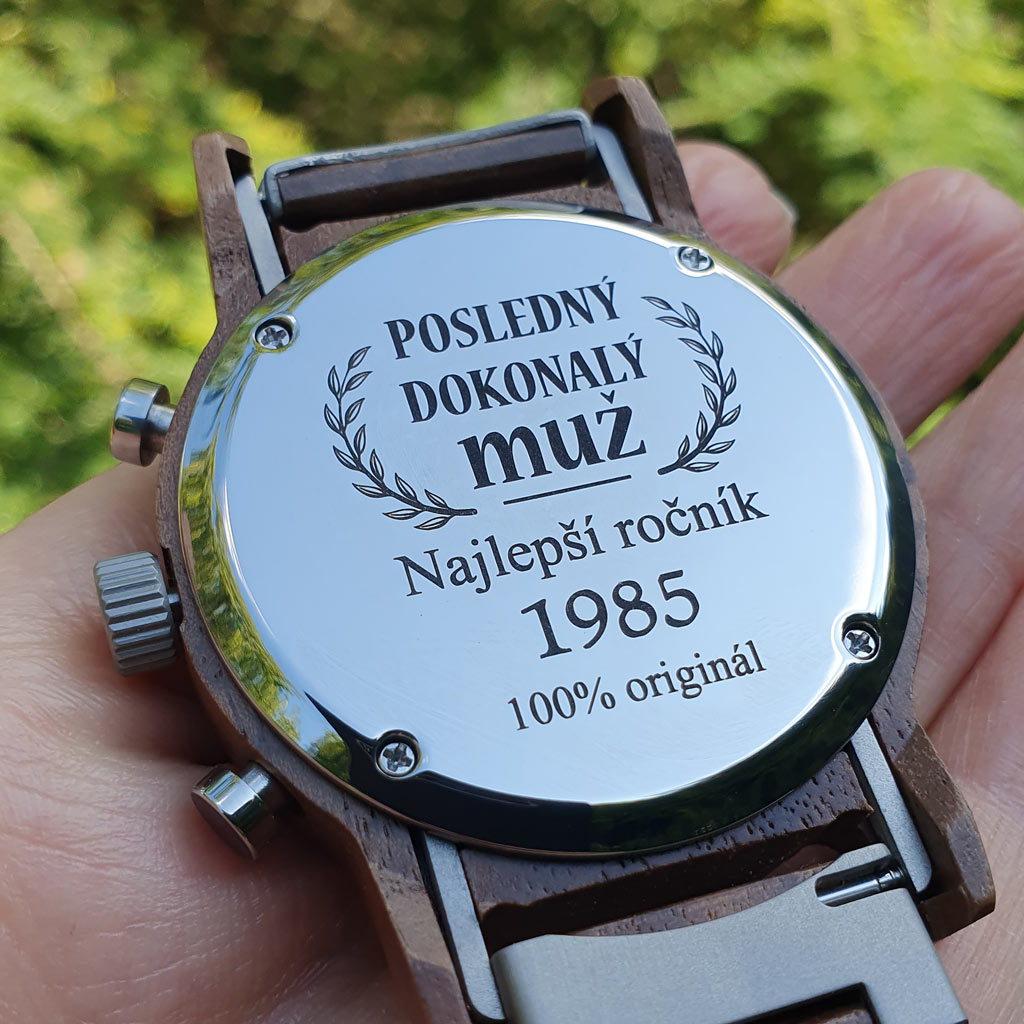 POSLEDNÝ
DOKONALÝ
muž
Najlepší ročník
1985
100% originál